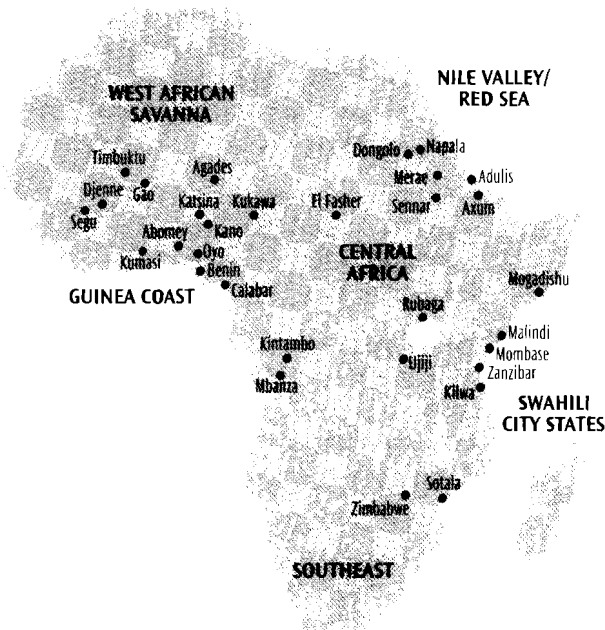 NILE VALLEY/
RED SEA
WEST AFRICAN
SAVANNA
Timbuktu
Agades
Dongolo
Napala
Djenne
Gao
Merae
Adulis
Segu
Katsina
Kukawa
El Fasher
Sennar
Axum
Kano
Abomey
Oyo
CENTRAL
AFRICA
Kumasi
Benin
Calabar
Mogadishu
GUINEA COAST
Rubaga
Malindi
Kintambo
Mombase
Ujiji
Zanzibar
Mbanza
Kilwa
SWAHILI
CITY STATES
Sotala
Zimbabwe
SOUTHEAST